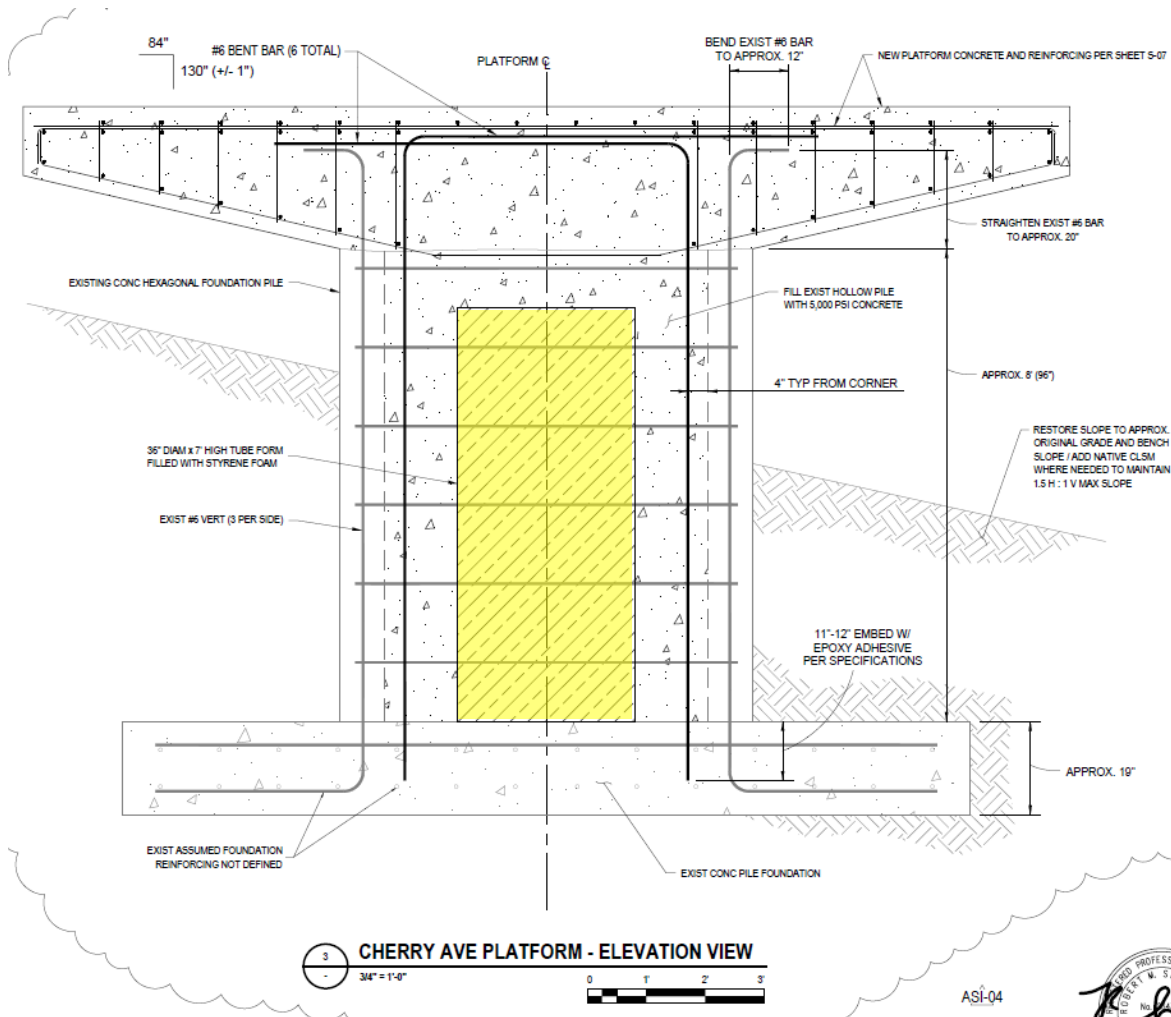 84"
130" (+/- 1")
#6 BENT BAR (6 TOTAL)
PLATFORM ℄
BEND EXIST #6 BAR
TO APPROX. 12"
NEW PLATFORM CONCRETE AND REINFORCING PER SHEET S-07
STRAIGHTEN EXIST #6 BAR
TO APPROX. 20"
EXISTING CONC HEXAGONAL FOUNDATION PILE
FILL EXIST HOLLOW PILE
WITH 5,000 PSI CONCRETE
APPROX. 8' (96")
4" TYP FROM CORNER
36" DIAM x 7' HIGH TUBE FORM
FILLED WITH STYRENE FOAM
RESTORE SLOPE TO APPROX.
ORIGINAL GRADE AND BENCH
SLOPE / ADD NATIVE CLSM
WHERE NEEDED TO MAINTAIN
1.5 H : 1 V MAX SLOPE
EXIST #6 VERT (3 PER SIDE)
11"-12" EMBED W/
EPOXY ADHESIVE
PER SPECIFICATIONS
APPROX. 19"
EXIST ASSUMED FOUNDATION
REINFORCING NOT DEFINED
EXIST CONC PILE FOUNDATION
3
-
CHERRY AVE PLATFORM - ELEVATION VIEW
3/4" = 1'-0"
0 1' 2' 3'
ASI-04
ROBERT M. S
No.